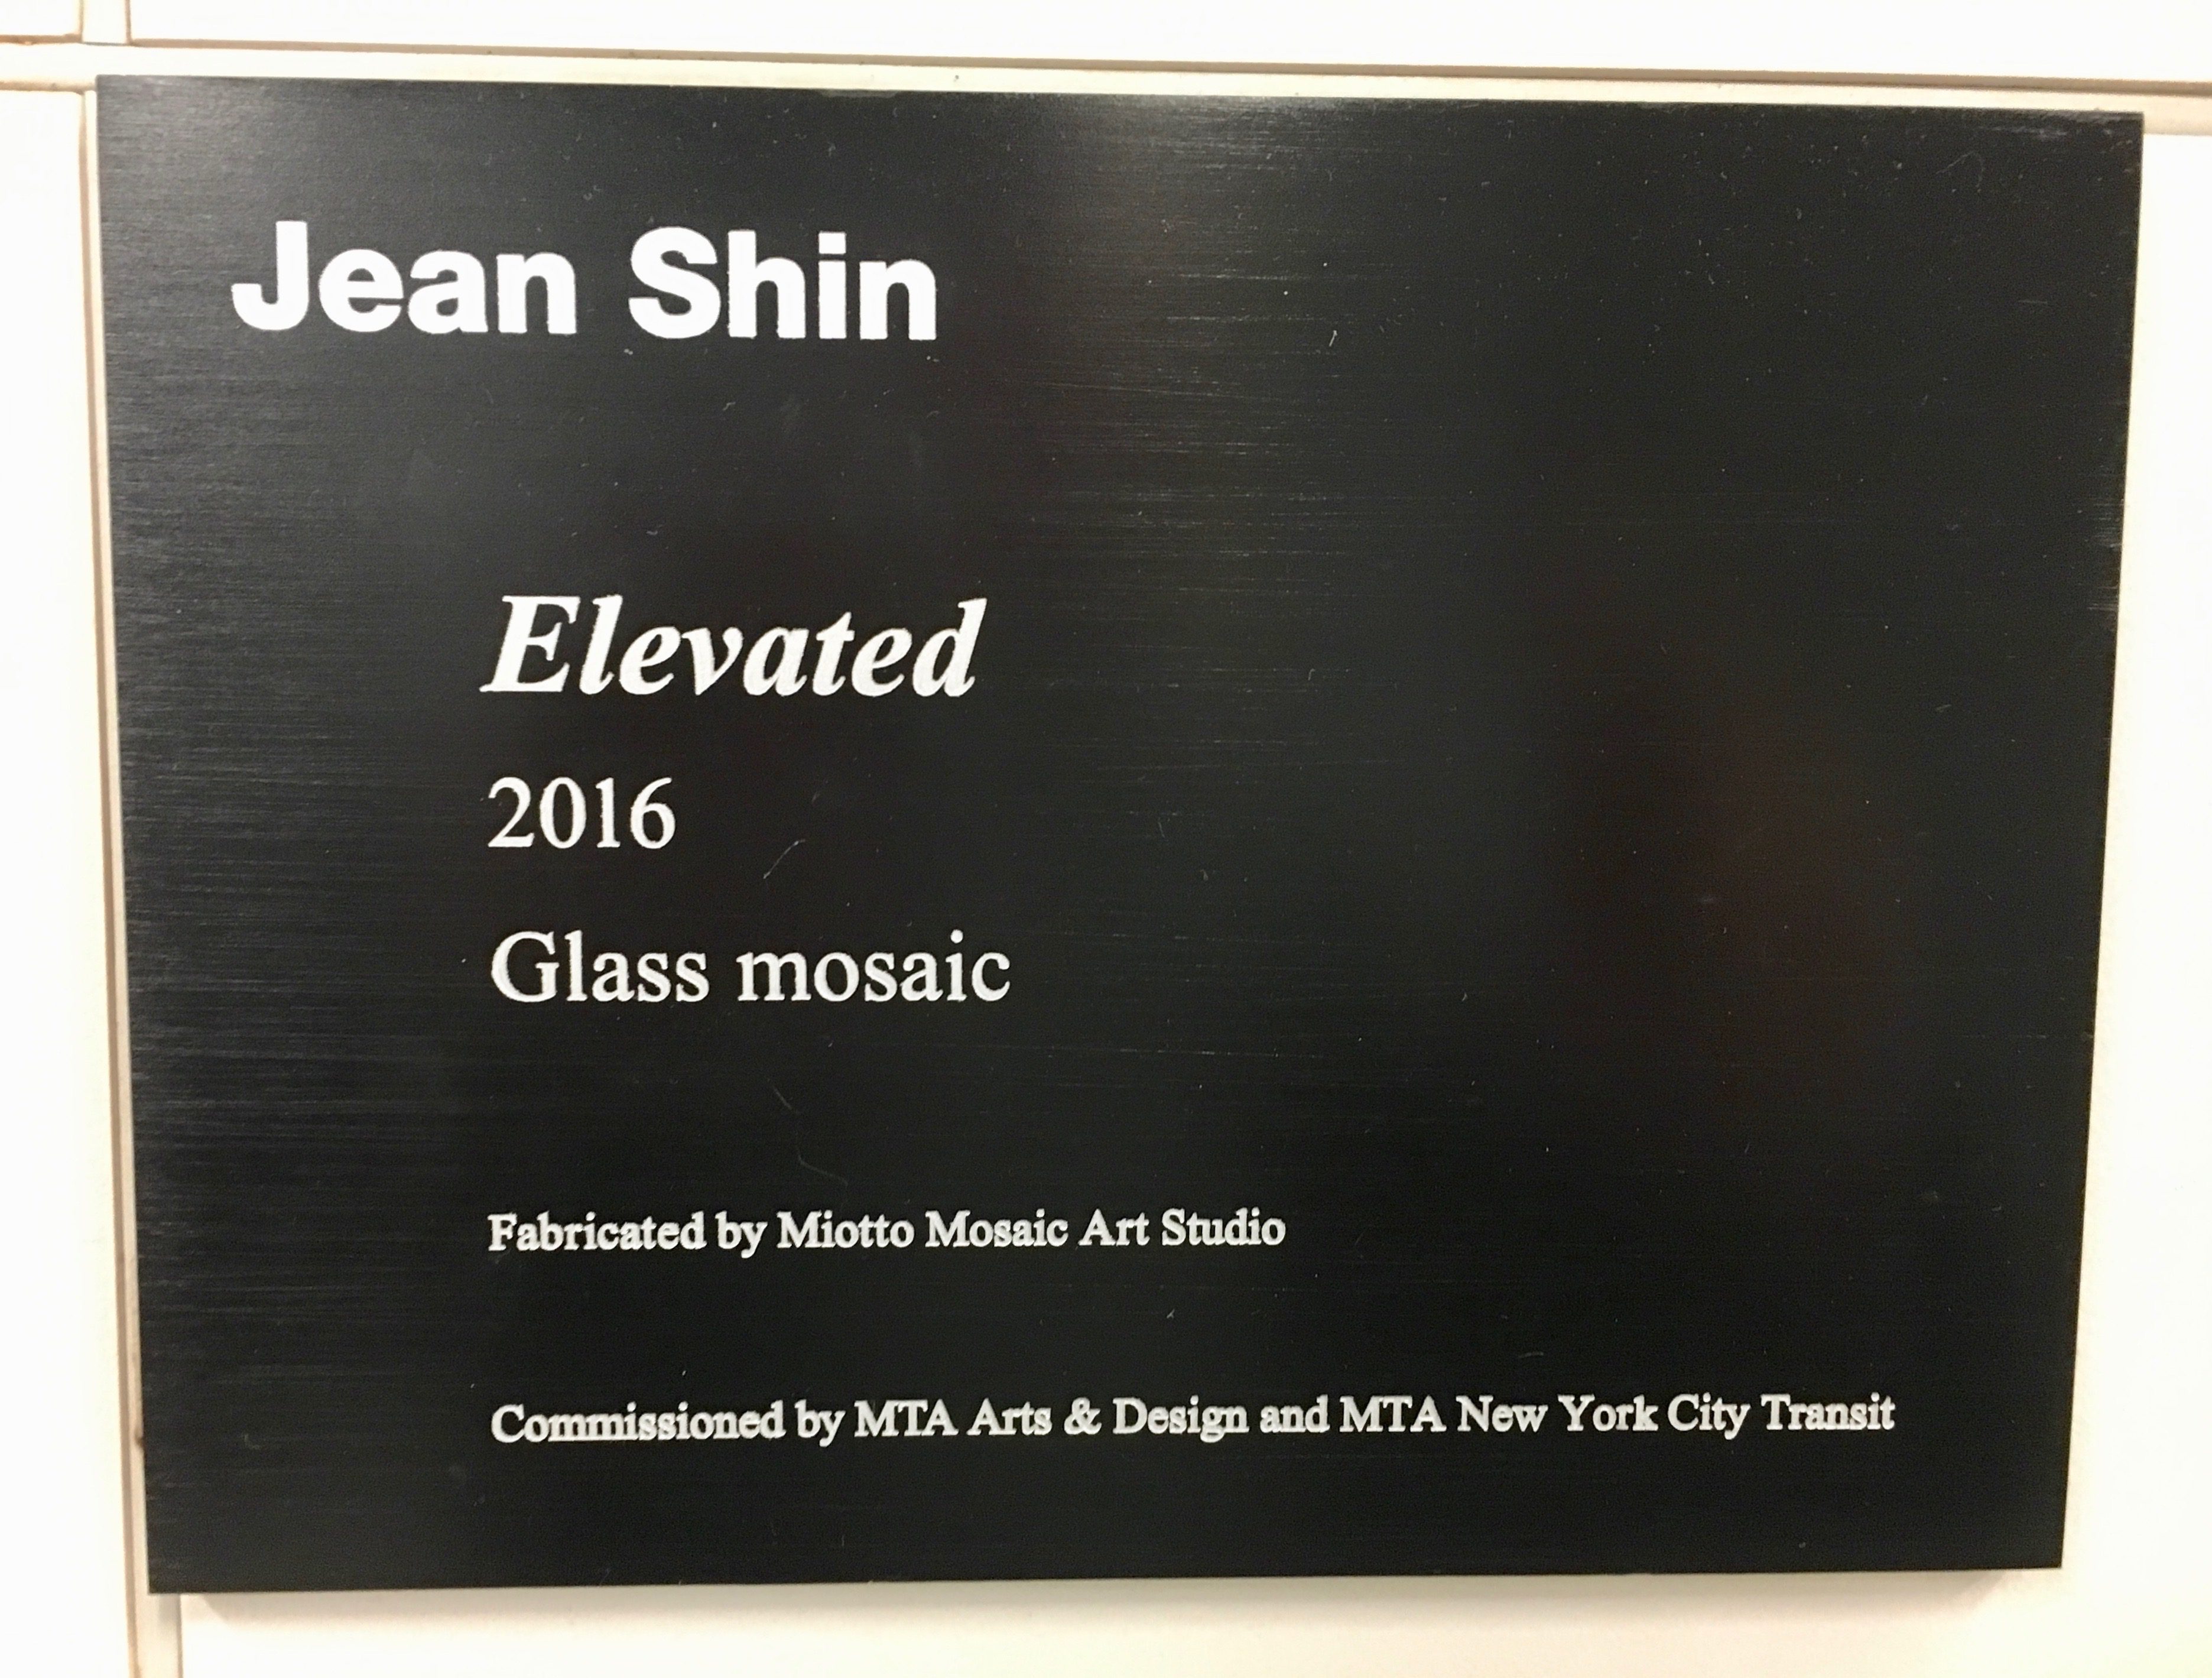 Jean Shin
Elevated
2016
Glass mosaic
Fabricated by Miotto Mosaic Art Studio
Commissioned by MTA Arts & Design and MTA New York City Transit